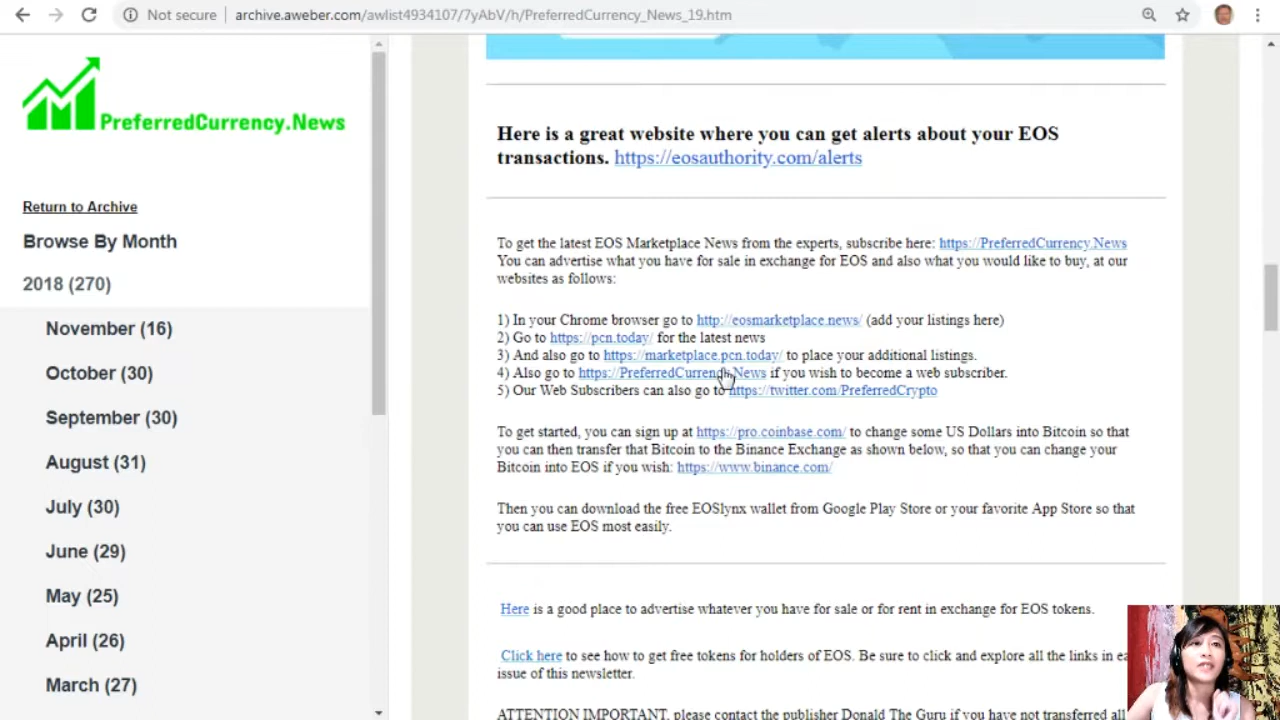 Not secure
archive.aweber.com/awlist4934107/7yAbV/h/PreferredCurrency_News_19.htm
PreferredCurrency.News
Return to Archive
Browse By Month
2018 (270)
November (16)
October (30)
September (30)
August (31)
July (30)
June (29)
May (25)
April (26)
March (27)
Here is a great website where you can get alerts about your EOS
transactions. https://eosauthority.com/alerts
To get the latest EOS Marketplace News from the experts, subscribe here: https://PreferredCurrency.News
You can advertise what you have for sale in exchange for EOS and also what you would like to buy, at our
websites as follows:
1) In your Chrome browser go to http://eosmarketplace.news/ (add your listings here)
2) Go to https://pcn.today/ for the latest news
3) And also go to https://marketplace.pcn.today/ to place your additional listings.
4) Also go to https://PreferredCurrency.News if you wish to become a web subscriber.
5) Our Web Subscribers can also go to https://twitter.com/PreferredCrypto
To get started, you can sign up at https://pro.coinbase.com/ to change some US Dollars into Bitcoin so that
you can then transfer that Bitcoin to the Binance Exchange as shown below, so that you can change your
Bitcoin into EOS if you wish: https://www.binance.com/
Then you can download the free EOSlynx wallet from Google Play Store or your favorite App Store so that
you can use EOS most easily.
Here is a good place to advertise whatever you have for sale or for rent in exchange for EOS tokens.
Click here to see how to get free tokens for holders of EOS. Be sure to click and explore all the links in
issue of this newsletter.
ATTENTION IMPORTANT, please contact the publisher Donald The Guru if you have not transferred all